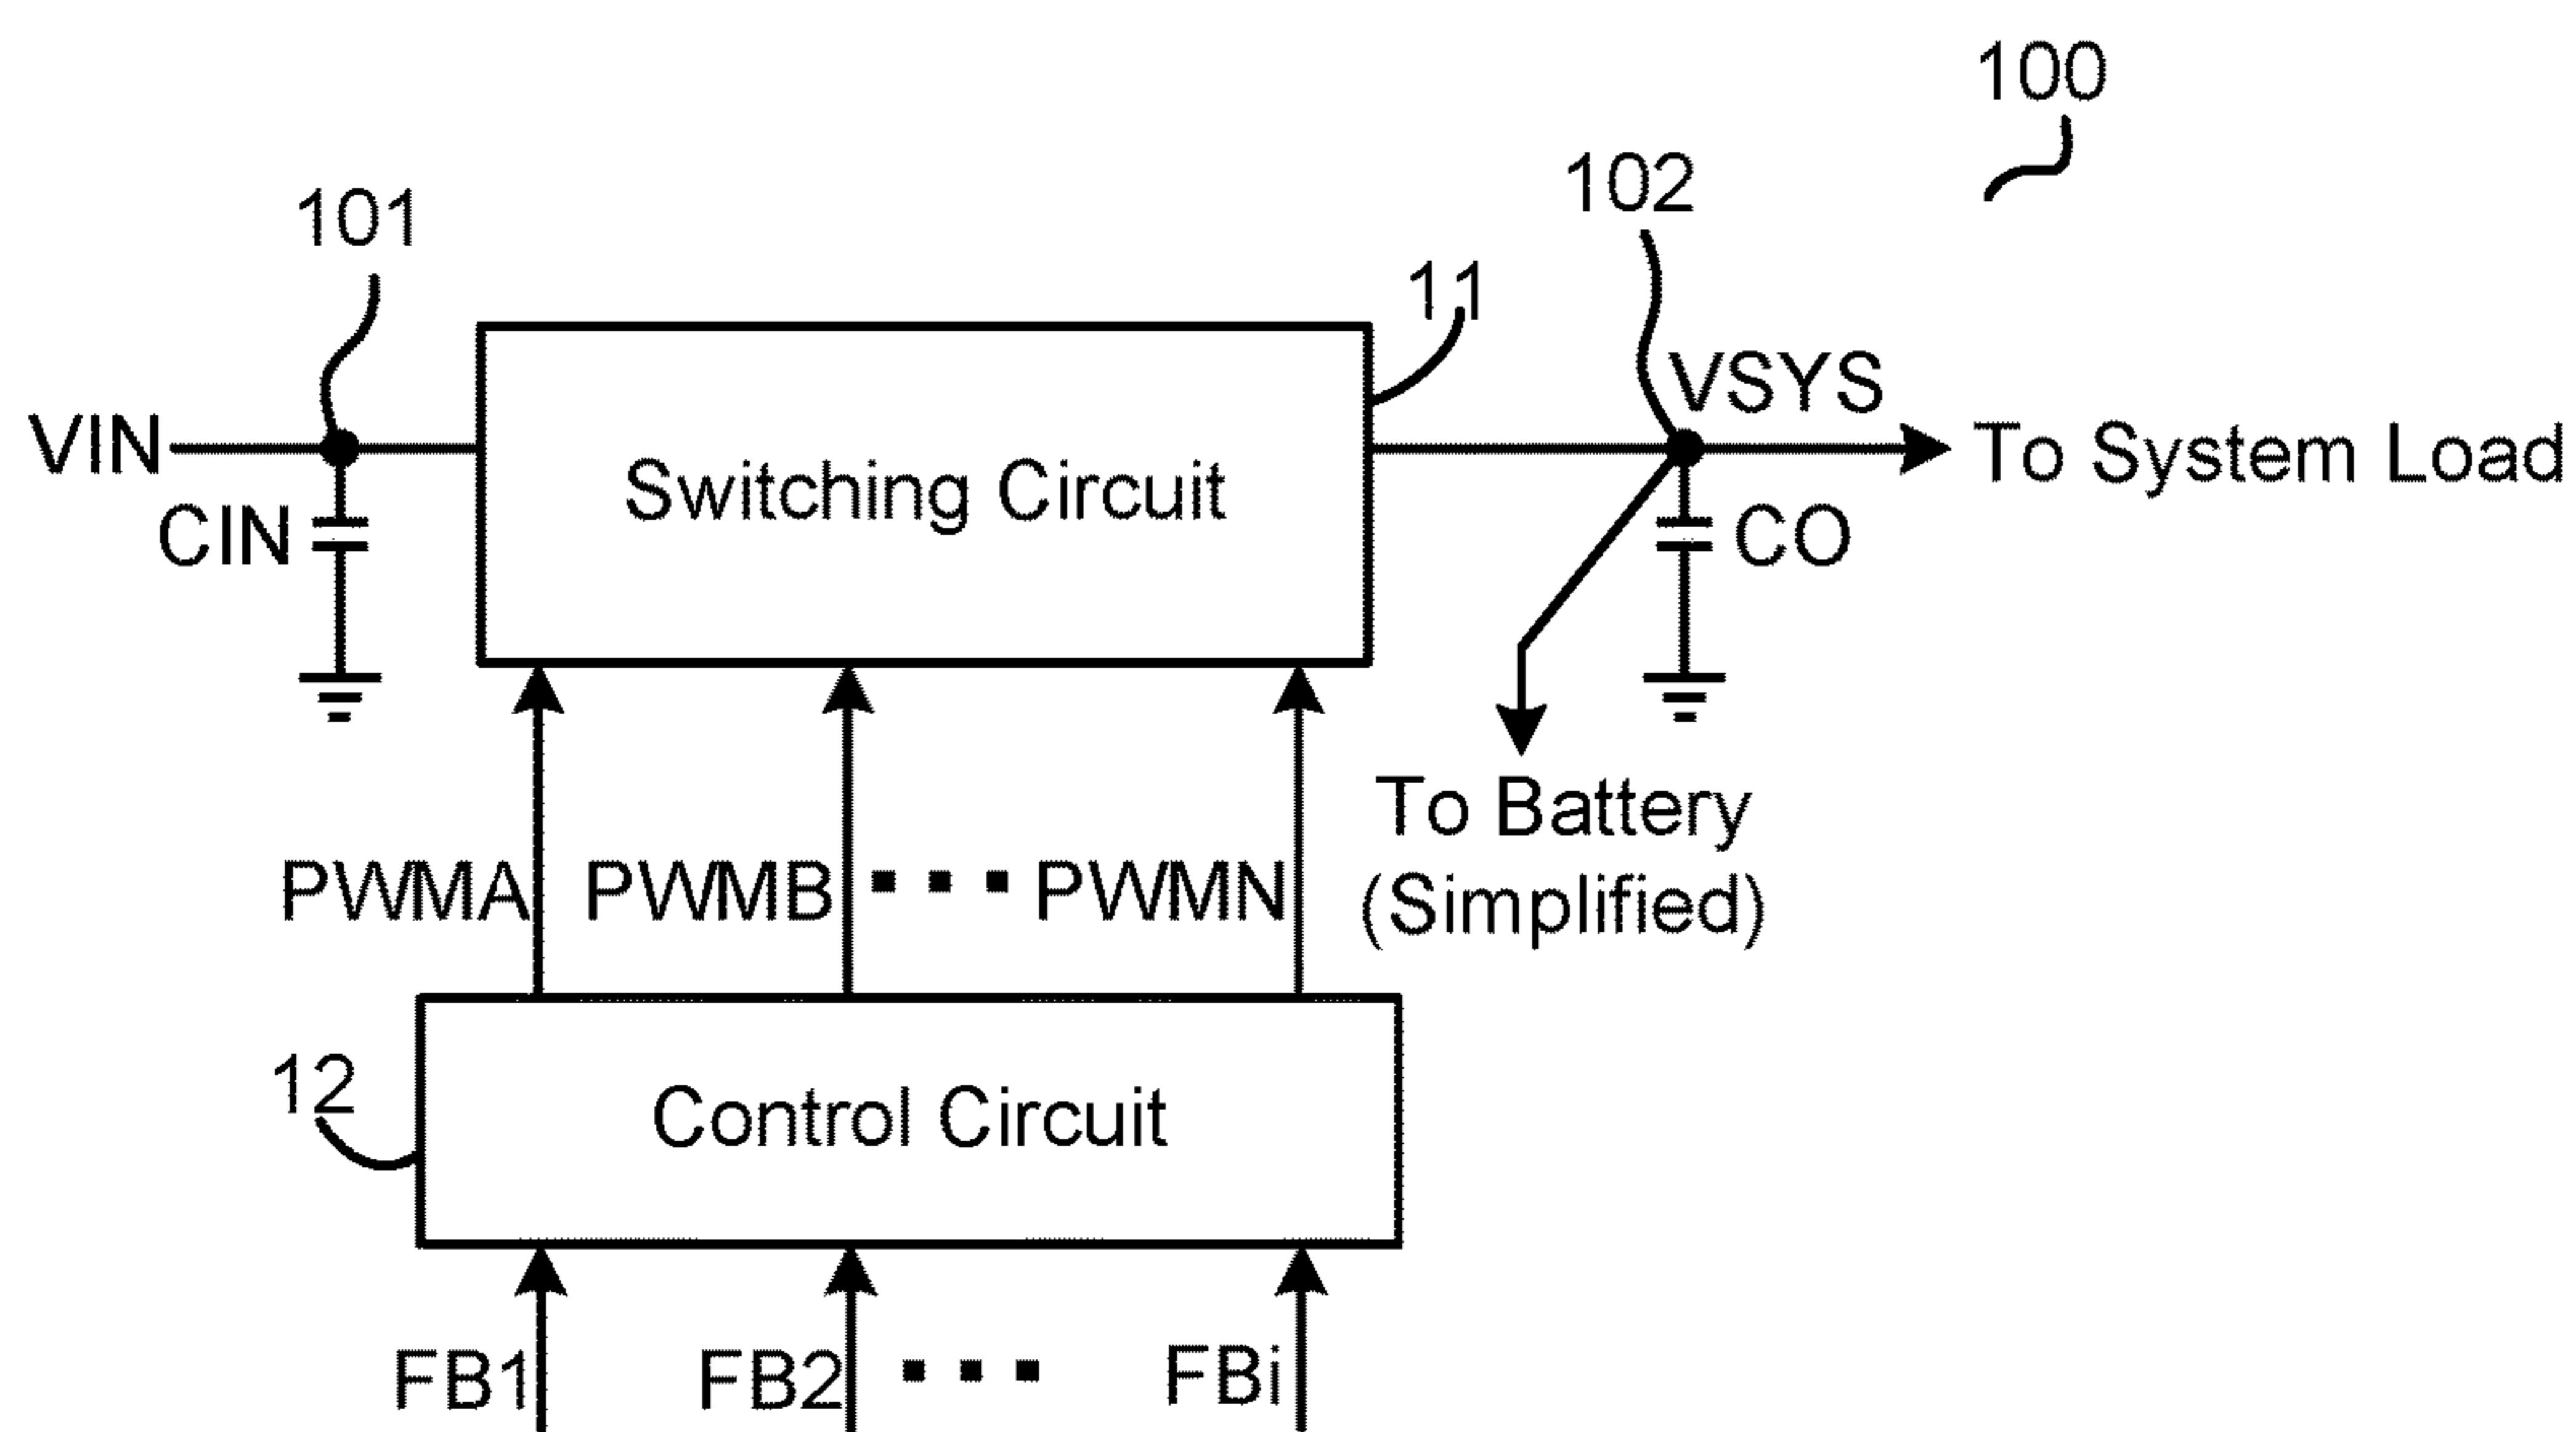 100
102
101
11
VSYS
VIN
To System Load
Switching Circuit
CIN
CO
To Battery
(Simplified)
PWMA PWMB ... PWMN
12
Control Circuit
FB1 FB2 ... FBi